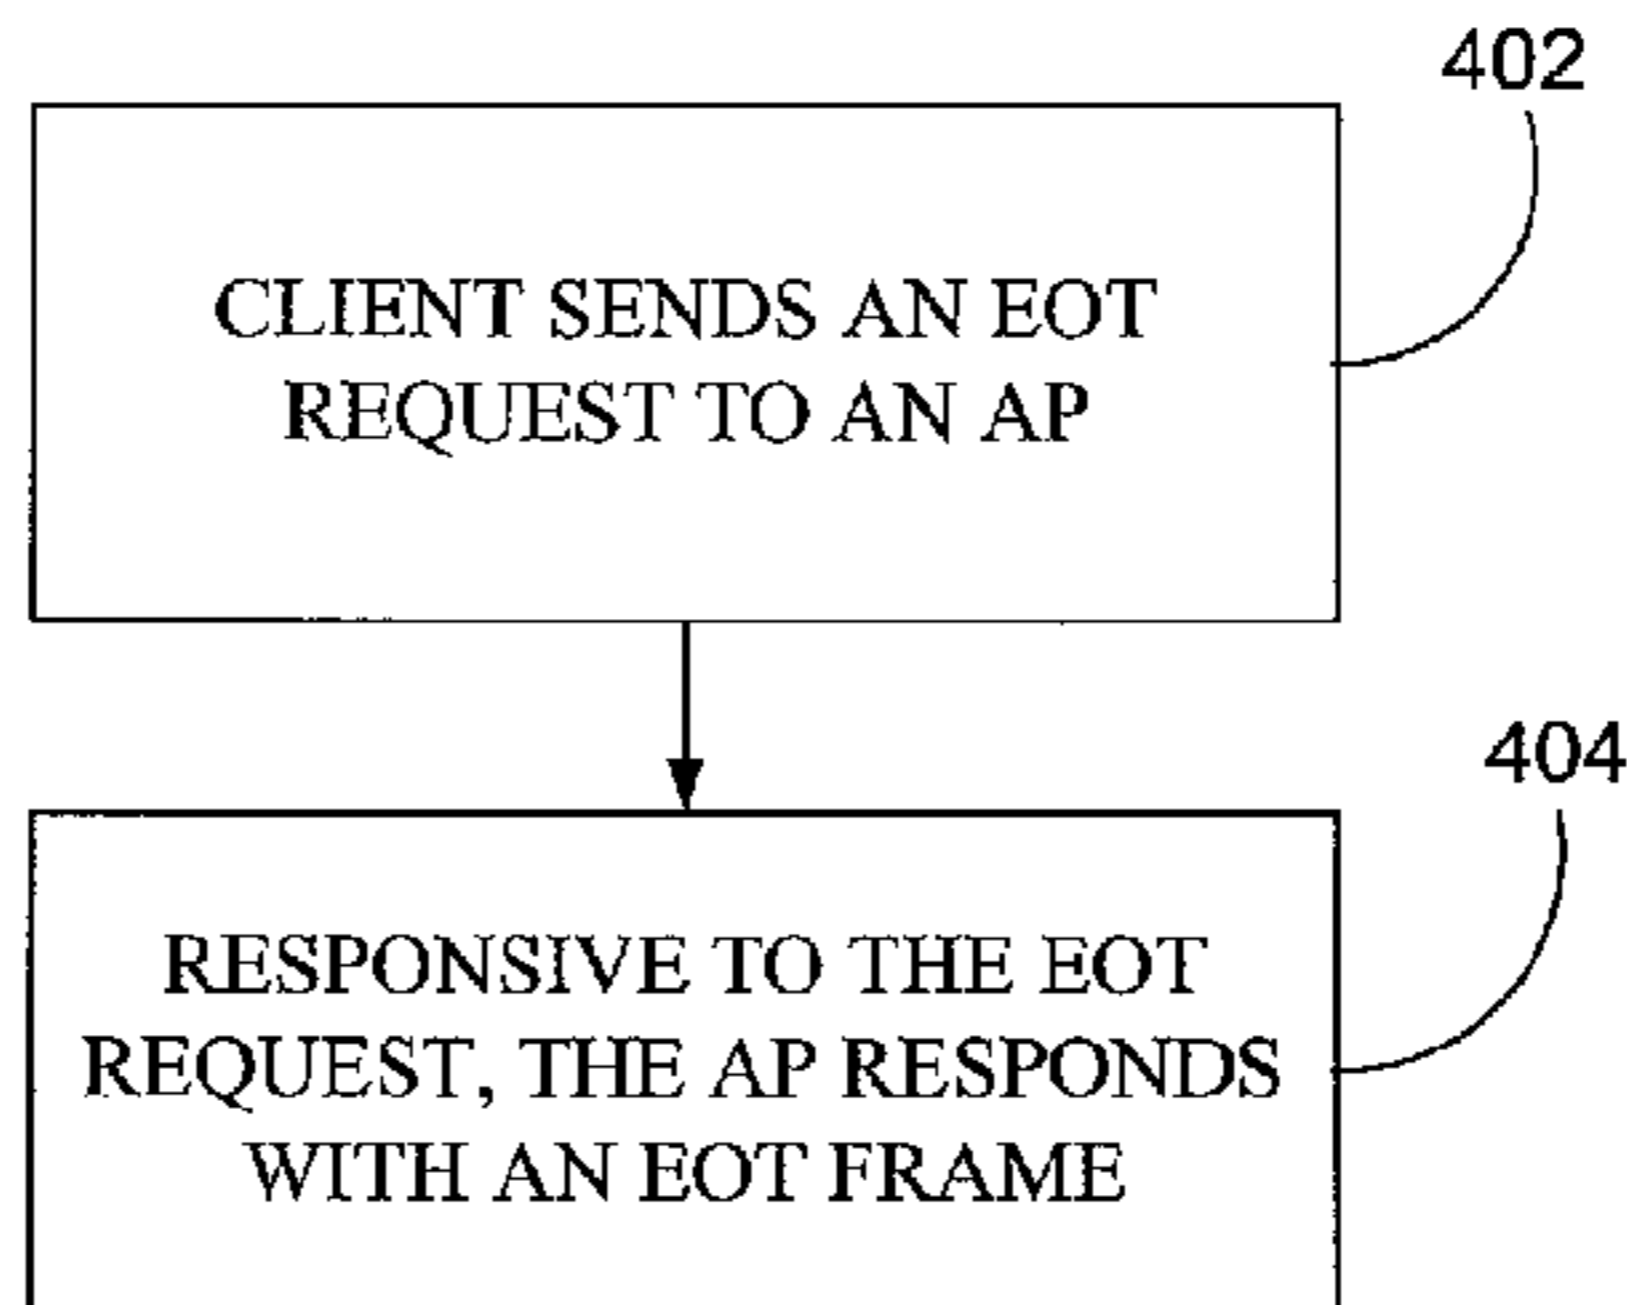 402
CLIENT SENDS AN EOT
REQUEST TO AN AP
404
RESPONSIVE TO THE EOT
REQUEST, THE AP RESPONDS
WITH AN EOT FRAME